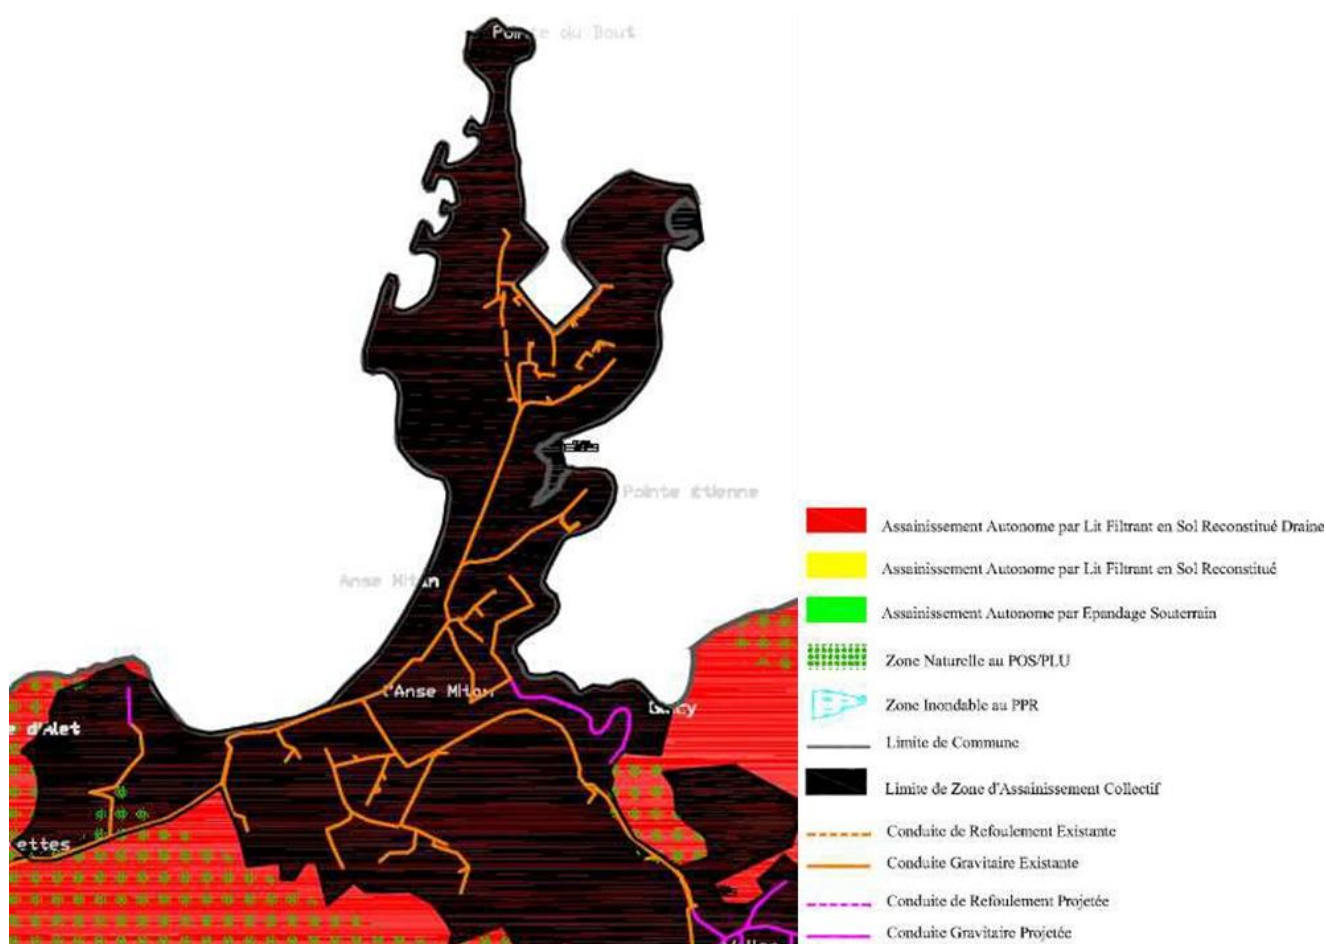 Pointe du Bout
Pointe Etienne
Anse Mitan
l'Anse Mitan
d'Alet
ettes
Assainissement Autonome par Lit Filtrant en Sol Reconstitué Draine
Assainissement Autonome par Lit Filtrant en Sol Reconstitué
Assainissement Autonome par Epandage Souterrain
Zone Naturelle au POS/PLU
Zone Inondable au PPR
Limite de Commune
Limite de Zone d'Assainissement Collectif
Conduite de Refoulement Existante
Conduite Gravitaire Existante
Conduite de Refoulement Projetée
Conduite Gravitaire Projetée